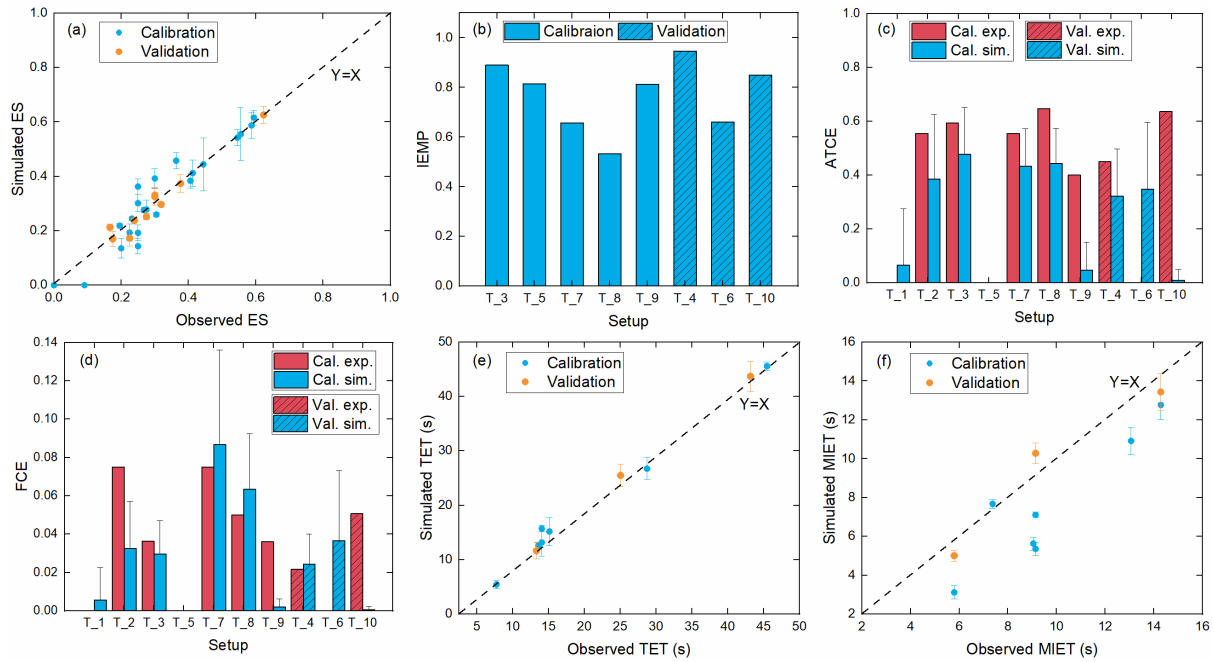 (a)
Calibration
Validation
Y=X
1.0
0.8
0.6
0.4
0.2
0.0
0.0 0.2 0.4 0.6 0.8 1.0
Simulated ES
Observed ES
(b)
Calibraion
Validation
1.0
0.8
0.6
0.4
0.2
0.0
IEMP
T_3 T_5 T_7 T_8 T_9 T_4 T_6 T_10
Setup
(c)
Cal. exp.
Cal. sim.
Val. exp.
Val. sim.
1.0
0.8
0.6
0.4
0.2
0.0
ATCE
T_1 T_2 T_3 T_5 T_7 T_8 T_9 T_4 T_6 T_10
Setup
(d)
Cal. exp.
Cal. sim.
Val. exp.
Val. sim.
0.14
0.12
0.10
0.08
0.06
0.04
0.02
0.00
FCE
T_1 T_2 T_3 T_5 T_7 T_8 T_9 T_4 T_6 T_10
Setup
(e)
Calibration
Validation
Y=X
50
40
30
20
10
0
5 10 15 20 25 30 35 40 45 50
Simulated TET (s)
Observed TET (s)
(f)
Calibration
Validation
Y=X
16
14
12
10
8
6
4
2
2 4 6 8 10 12 14 16
Simulated MIET (s)
Observed MIET (s)